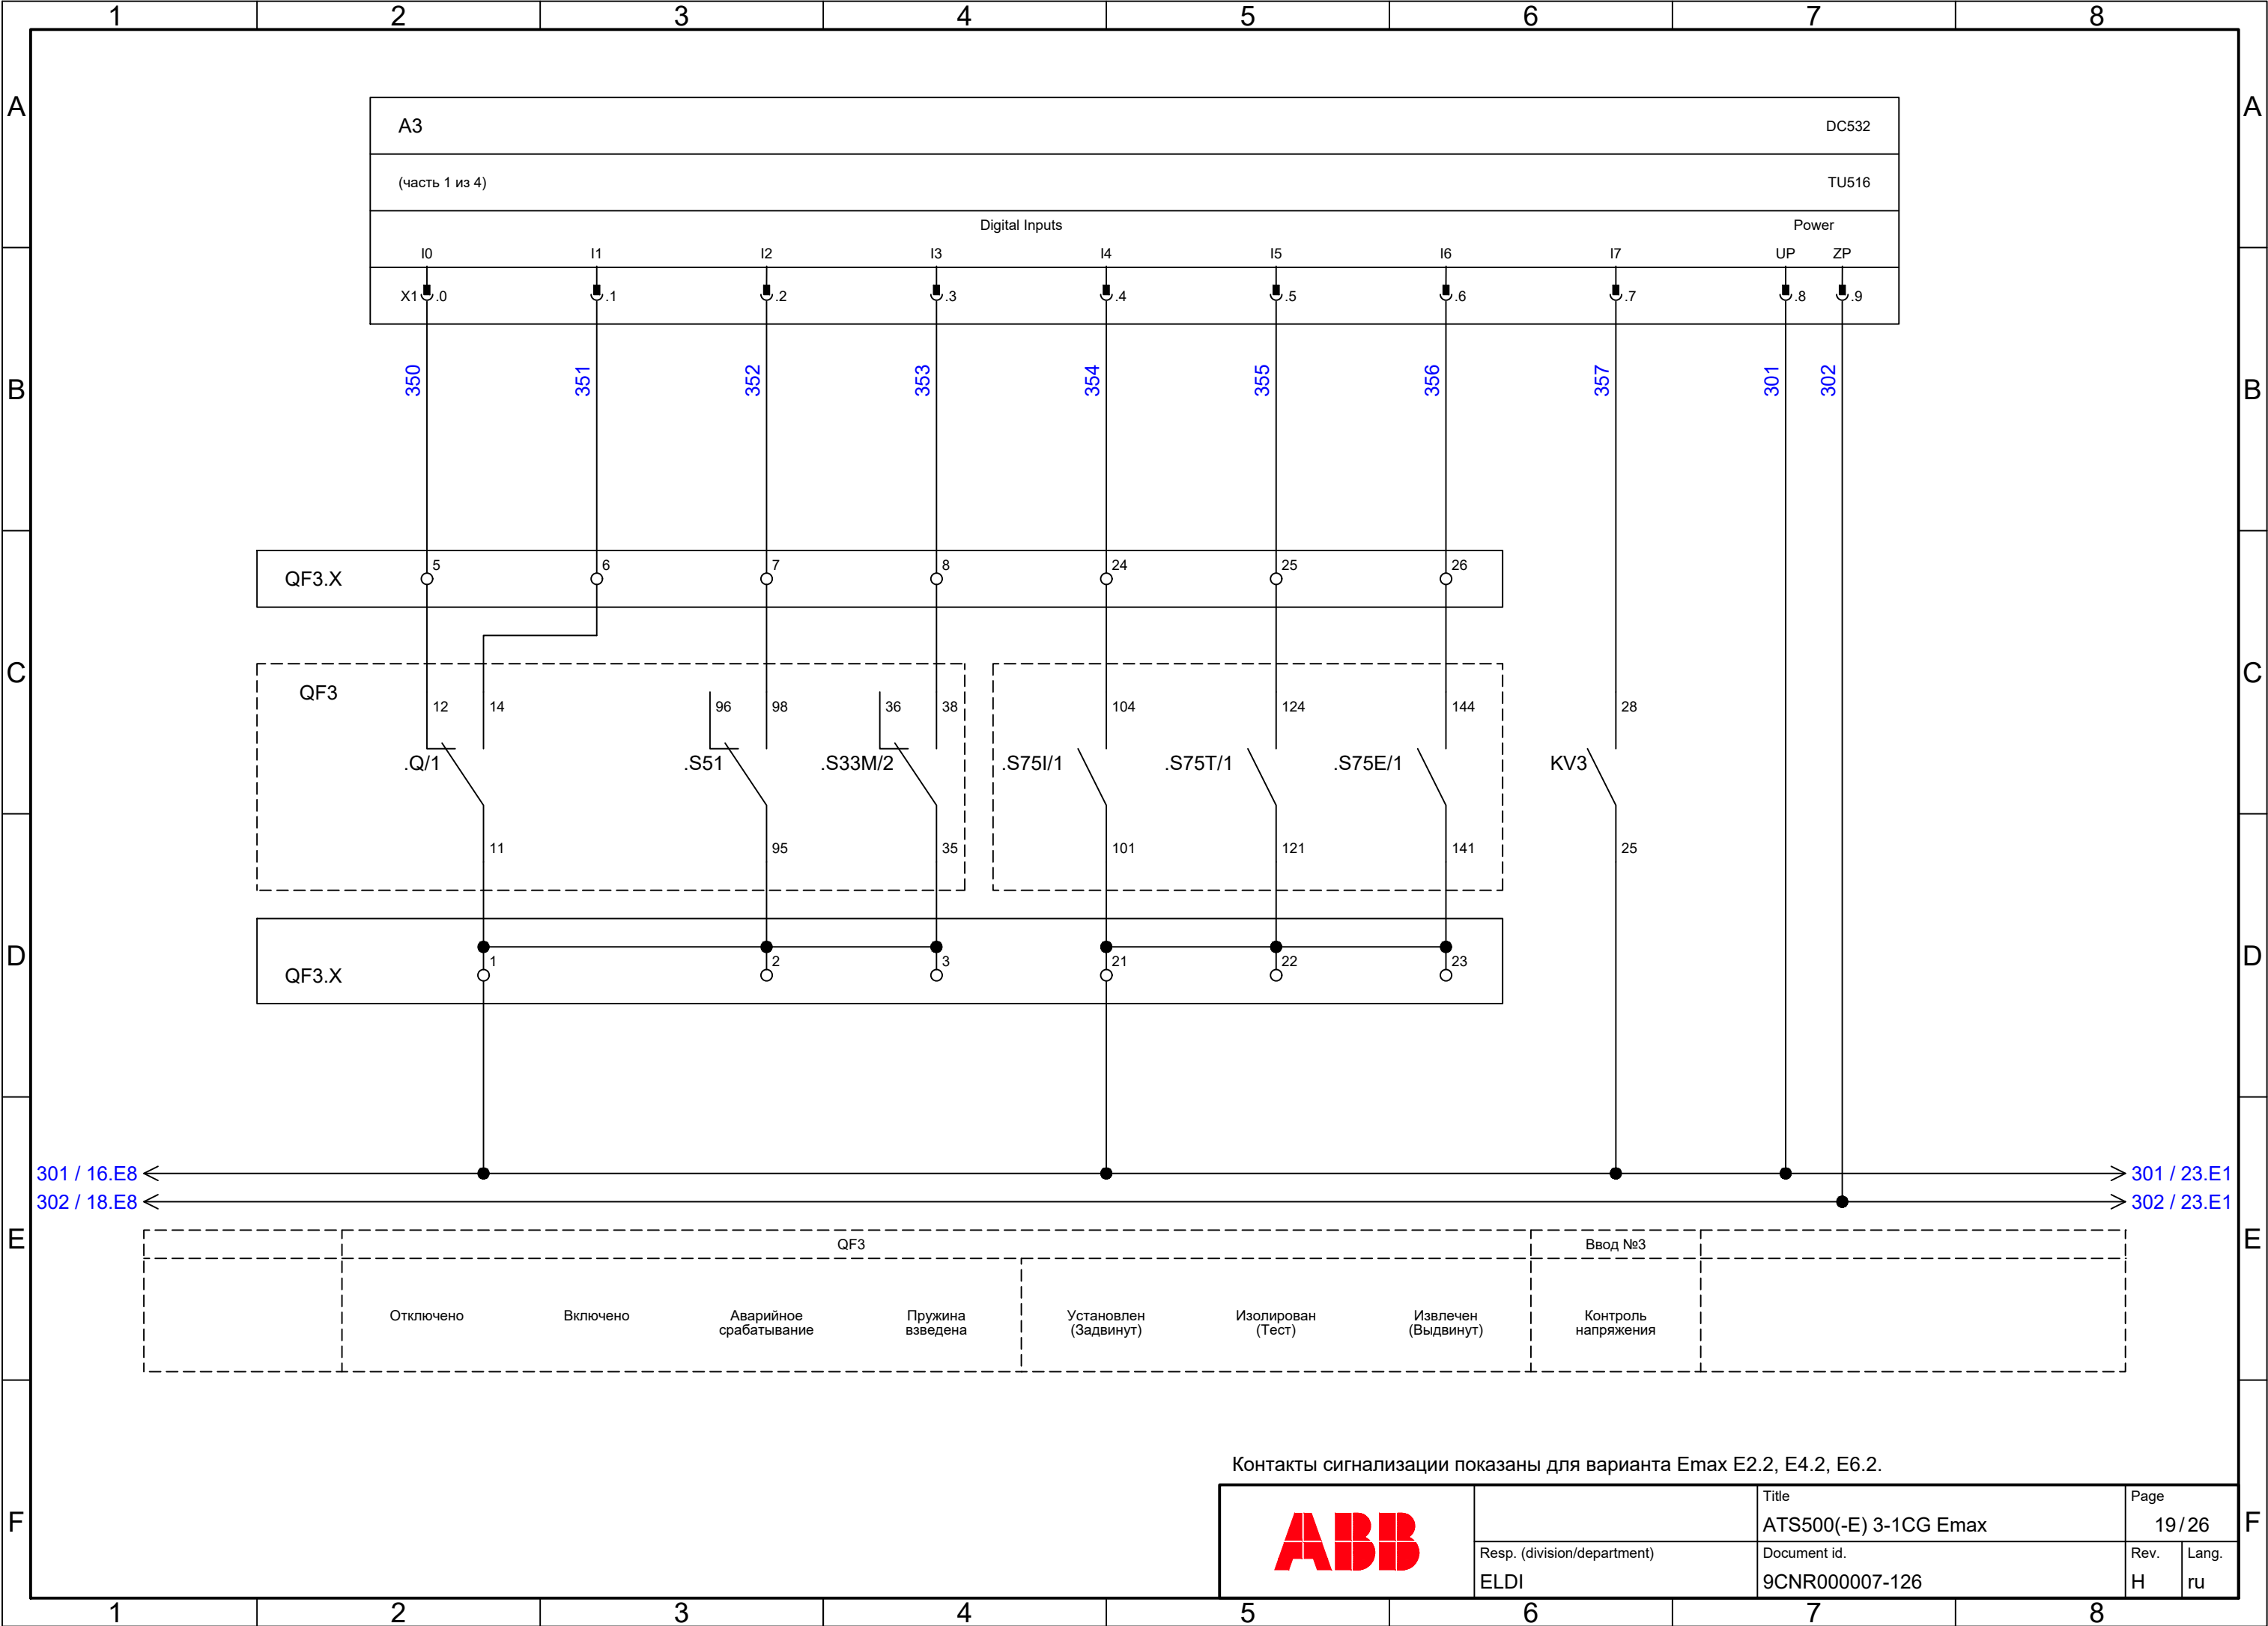 1 2 3 4 5 6 7 8
A A
A3 DC532
(часть 1 из 4) TU516
Digital Inputs Power
I0 I1 I2 I3 I4 I5 I6 I7 UP ZP
X1 .0 .1 .2 .3 .4 .5 .6 .7 .8 .9
B B
350 351 352 353 354 355 356 357 301 302
QF3.X 5 6 7 8 24 25 26
C C
QF3
12 14 96 98 36 38 104 124 144 28
.Q/1 .S51 .S33M/2 .S75I/1 .S75T/1 .S75E/1 KV3
11 95 35 101 121 141 25
D D
QF3.X 1 2 3 21 22 23
301 / 16.E8 301 / 23.E1
302 / 18.E8 302 / 23.E1
E E
QF3 Ввод №3
Отключено Включено Аварийное Пружина Установлен Изолирован Извлечен Контроль
срабатывание взведена (Задвинут) (Тест) (Выдвинут) напряжения
Контакты сигнализации показаны для варианта Emax E2.2, E4.2, E6.2.
F F
ABB
Title Page
ATS500(-E) 3-1CG Emax 19/26
Resp. (division/department) Document id. Rev. Lang.
ELDI 9CNR000007-126 H ru
1 2 3 4 5 6 7 8